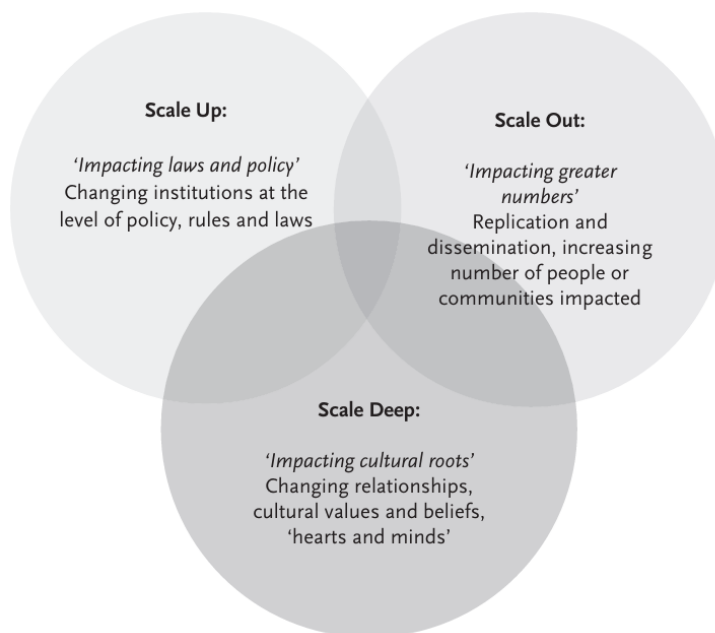 Scale Up:
‘Impacting laws and policy’
Changing institutions at the
level of policy, rules and laws
Scale Out:
‘Impacting greater
numbers’
Replication and
dissemination, increasing
number of people or
communities impacted
Scale Deep:
‘Impacting cultural roots’
Changing relationships,
cultural values and beliefs,
‘hearts and minds’